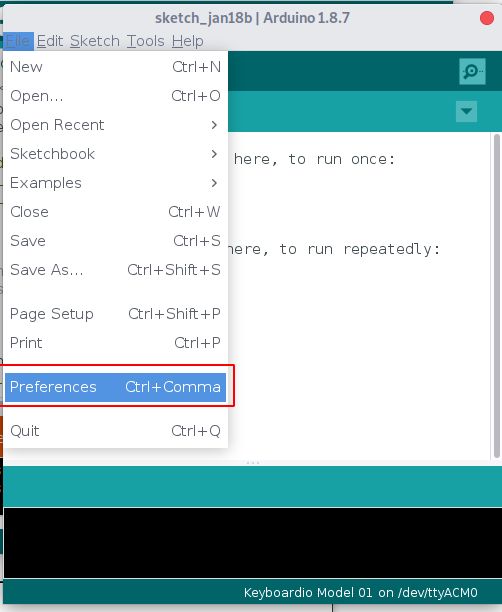 sketch_jan18b | Arduino 1.8.7
File Edit Sketch Tools Help
New Ctrl+N
Open... Ctrl+O
Open Recent
Sketchbook
Examples
Close Ctrl+W
Save Ctrl+S
Save As... Ctrl+Shift+S
Page Setup Ctrl+Shift+P
Print Ctrl+P
Preferences Ctrl+Comma
Quit Ctrl+Q
here, to run once:
here, to run repeatedly:
Keyboardio Model 01 on /dev/ttyACM0